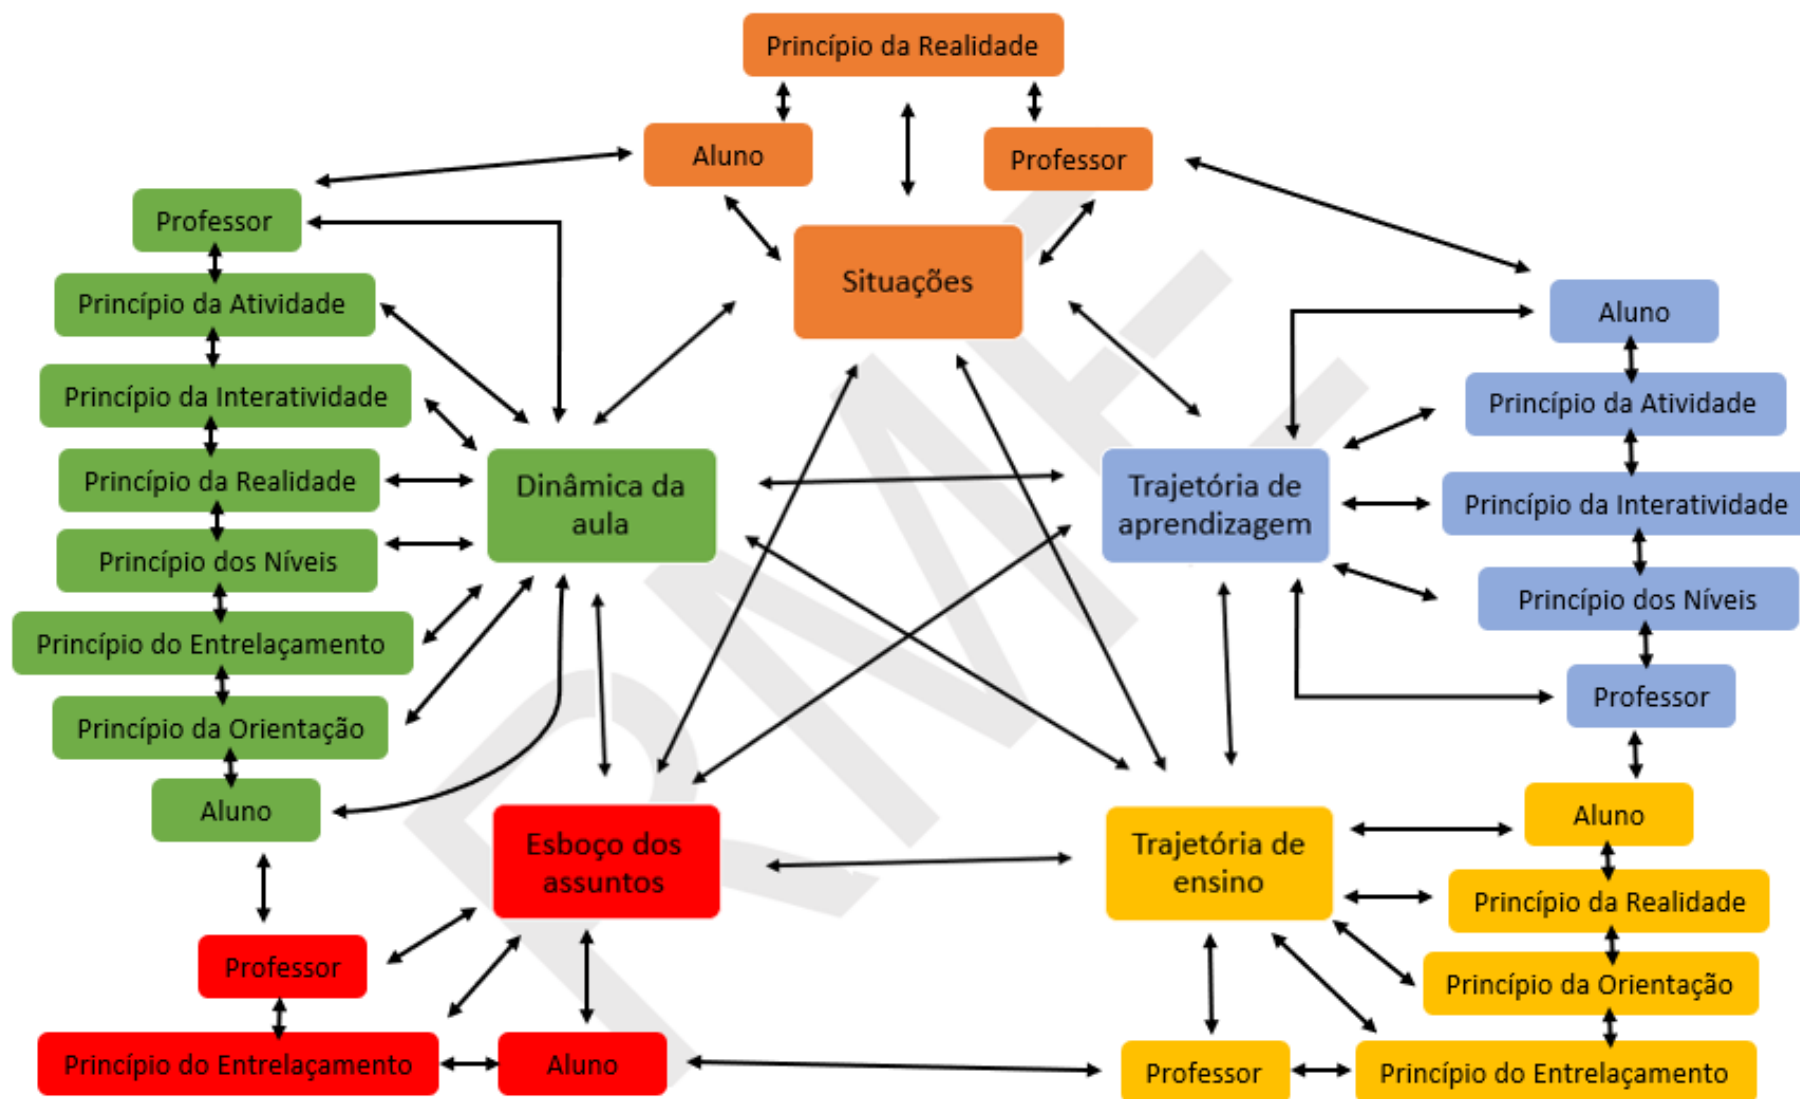 Princípio da Realidade
Aluno
Professor
Situações
Professor
Princípio da Atividade
Princípio da Interatividade
Princípio da Realidade
Princípio dos Níveis
Princípio do Entrelaçamento
Princípio da Orientação
Aluno
Dinâmica da
aula
Trajetória de
aprendizagem
Aluno
Princípio da Atividade
Princípio da Interatividade
Princípio dos Níveis
Professor
Esboço dos
assuntos
Professor
Princípio do Entrelaçamento
Aluno
Trajetória de
ensino
Aluno
Princípio da Realidade
Princípio da Orientação
Princípio do Entrelaçamento
Professor
RME